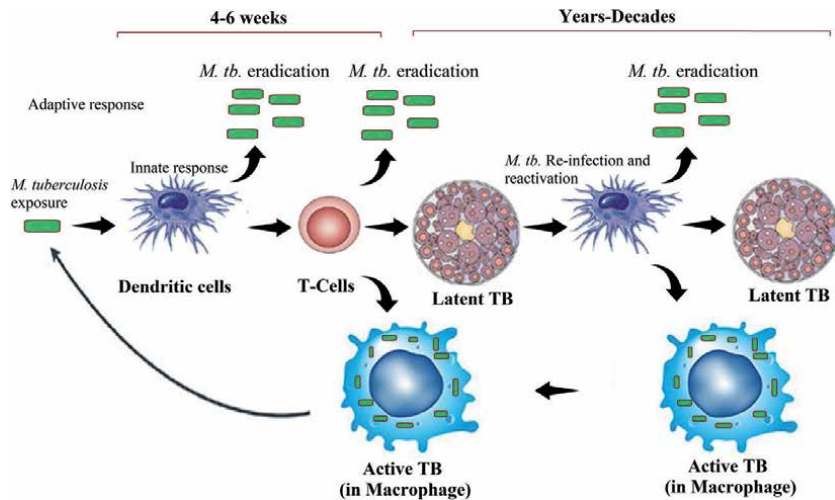 4-6 weeks
Years-Decades
M. tb. eradication
M. tb. eradication
M. tb. eradication
Adaptive response
Innate response
M. tb. Re-infection and
reactivation
M. tuberculosis
exposure
Dendritic cells
T-Cells
Latent TB
Latent TB
Active TB
(in Macrophage)
Active TB
(in Macrophage)